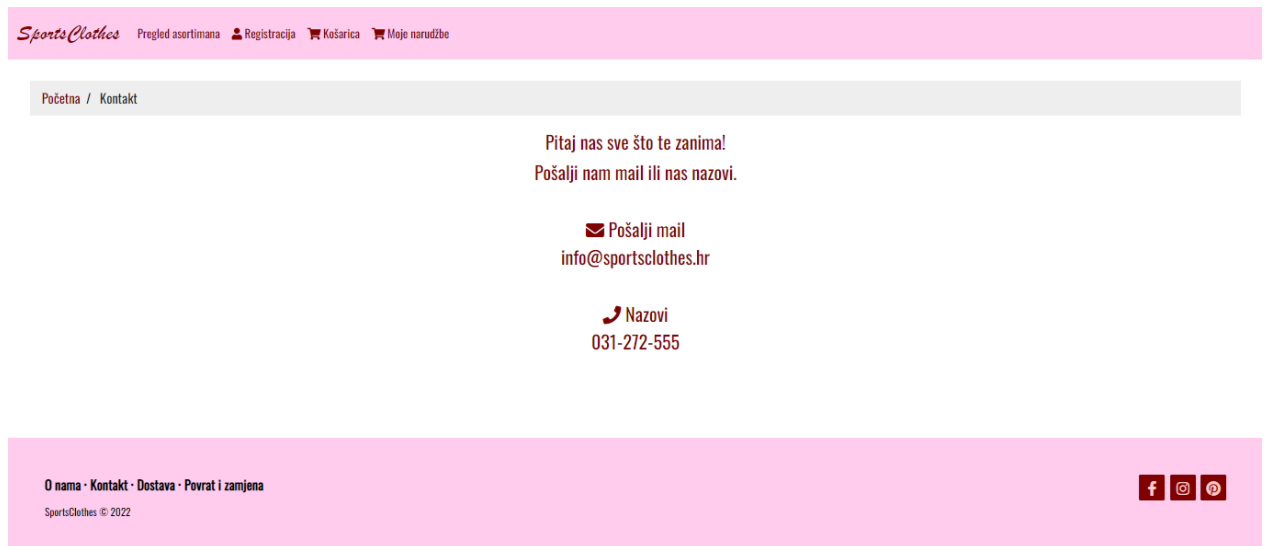 SportsClothes Pregled asortimana Registracija Košarica Moje narudžbe
Početna / Kontakt
Pitaj nas sve što te zanima!
Pošalji nam mail ili nas nazovi.
Pošalji mail
info@sportsclothes.hr
Nazovi
031-272-555
O nama · Kontakt · Dostava · Povrat i zamjena
SportsClothes © 2022